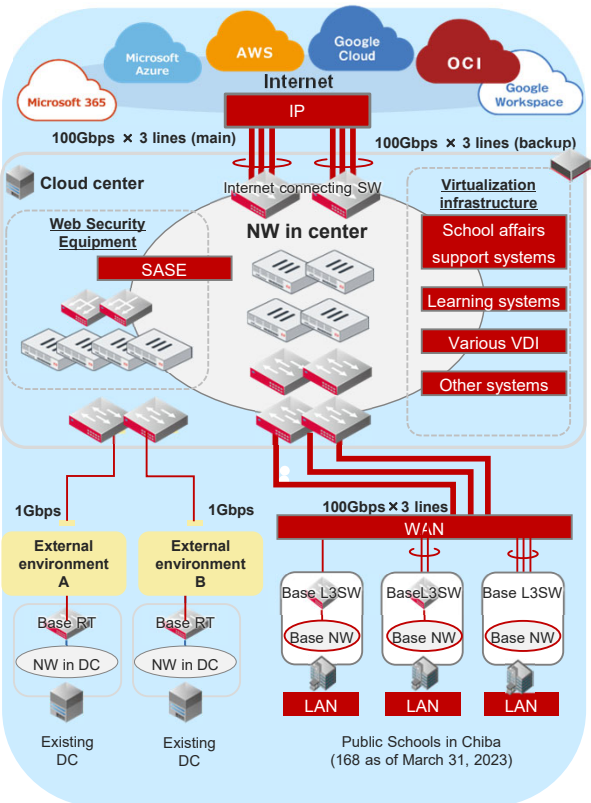 Microsoft
Azure
AWS
Google
Cloud
OCI
Microsoft 365
Google
Workspace
Internet
IP
100Gbps × 3 lines (main)
100Gbps × 3 lines (backup)
Cloud center
Internet connecting SW
Virtualization
infrastructure
Web Security
Equipment
NW in center
School affairs
support systems
SASE
Learning systems
Various VDI
Other systems
1Gbps
1Gbps
100Gbps×3 lines
WAN
External
environment
A
External
environment
B
Base L3SW
BaseL3SW
Base L3SW
Base RT
Base RT
Base NW
Base NW
Base NW
NW in DC
NW in DC
LAN
LAN
LAN
Existing
DC
Existing
DC
Public Schools in Chiba
(168 as of March 31, 2023)